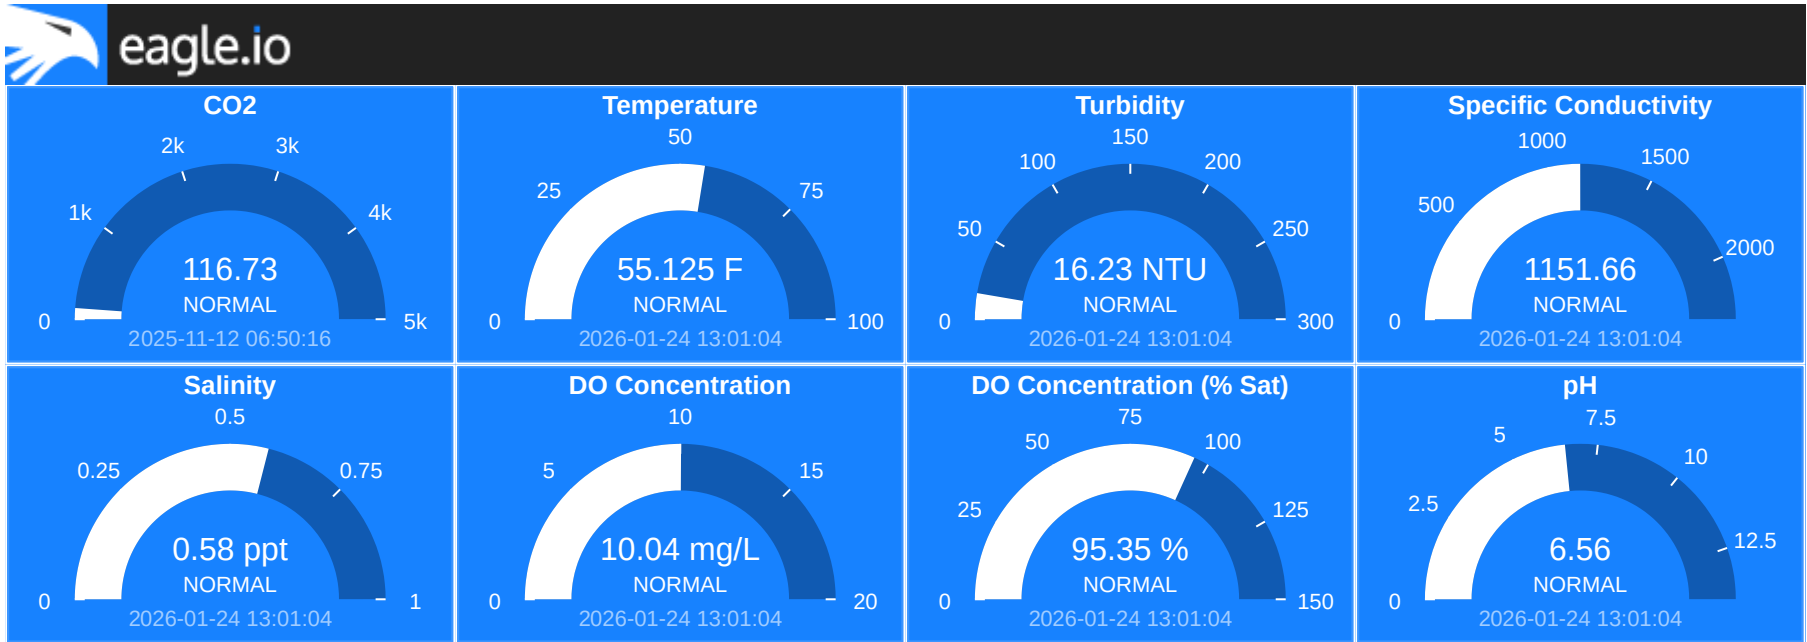 eagle.io
CO2
0
1k
2k
3k
4k
5k
116.73
NORMAL
2025-11-12 06:50:16
Temperature
0
25
50
75
100
55.125 F
NORMAL
2026-01-24 13:01:04
Turbidity
0
50
100
150
200
250
300
16.23 NTU
NORMAL
2026-01-24 13:01:04
Specific Conductivity
0
500
1000
1500
2000
1151.66
NORMAL
2026-01-24 13:01:04
Salinity
0
0.25
0.5
0.75
1
0.58 ppt
NORMAL
2026-01-24 13:01:04
DO Concentration
0
5
10
15
20
10.04 mg/L
NORMAL
2026-01-24 13:01:04
DO Concentration (% Sat)
0
25
50
75
100
125
150
95.35 %
NORMAL
2026-01-24 13:01:04
pH
0
2.5
5
7.5
10
12.5
6.56
NORMAL
2026-01-24 13:01:04